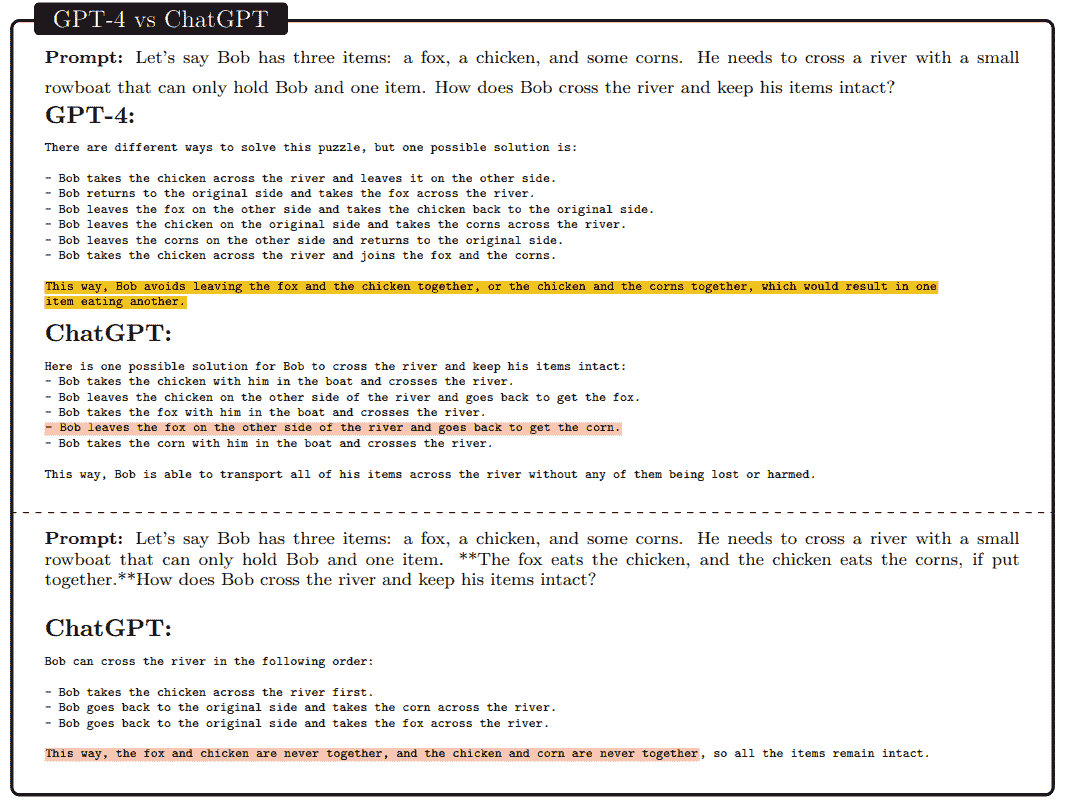 GPT-4 vs ChatGPT
Prompt: Let's say Bob has three items: a fox, a chicken, and some corns. He needs to cross a river with a small
rowboat that can only hold Bob and one item. How does Bob cross the river and keep his items intact?
GPT-4:
There are different ways to solve this puzzle, but one possible solution is:
- Bob takes the chicken across the river and leaves it on the other side.
- Bob returns to the original side and takes the fox across the river.
- Bob leaves the fox on the other side and takes the chicken back to the original side.
- Bob leaves the chicken on the original side and takes the corns across the river.
- Bob leaves the corns on the other side and returns to the original side.
- Bob takes the chicken across the river and joins the fox and the corns.
This way, Bob avoids leaving the fox and the chicken together, or the chicken and the corns together, which would result in one
item eating another.
ChatGPT:
Here is one possible solution for Bob to cross the river and keep his items intact:
- Bob takes the chicken with him in the boat and crosses the river.
- Bob leaves the chicken on the other side of the river and goes back to get the fox.
- Bob takes the fox with him in the boat and crosses the river.
- Bob leaves the fox on the other side of the river and goes back to get the corn.
- Bob takes the corn with him in the boat and crosses the river.
This way, Bob is able to transport all of his items across the river without any of them being lost or harmed.
Prompt: Let's say Bob has three items: a fox, a chicken, and some corns. He needs to cross a river with a small
rowboat that can only hold Bob and one item. **The fox eats the chicken, and the chicken eats the corns, if put
together.**How does Bob cross the river and keep his items intact?
ChatGPT:
Bob can cross the river in the following order:
- Bob takes the chicken across the river first.
- Bob goes back to the original side and takes the corn across the river.
- Bob goes back to the original side and takes the fox across the river.
This way, the fox and chicken are never together, and the chicken and corn are never together, so all the items remain intact.